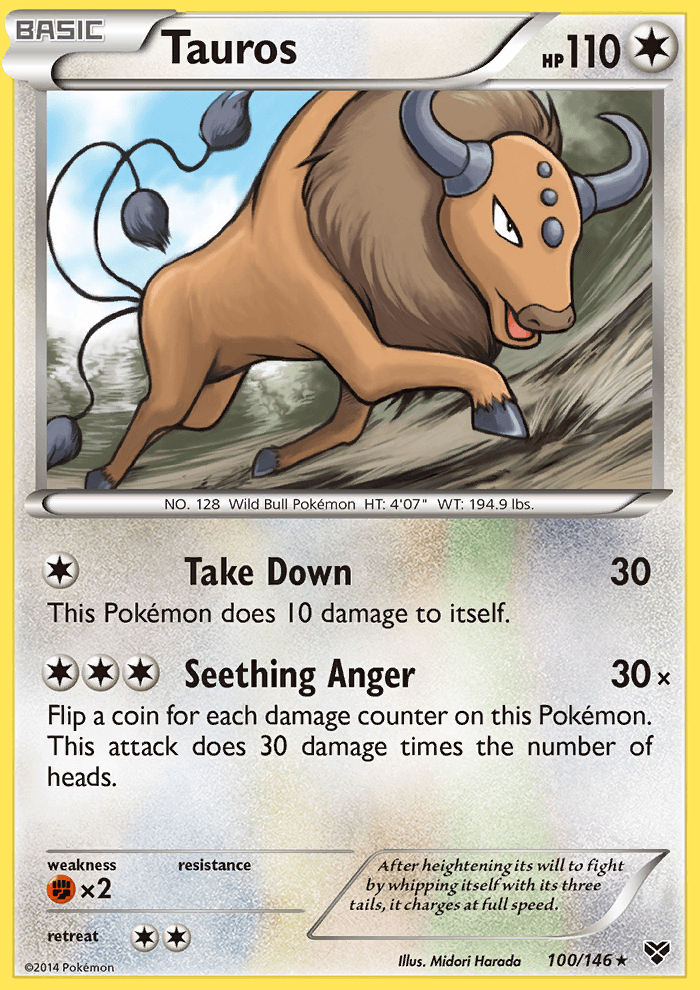 BASIC
Tauros
HP110
NO. 128 Wild Bull Pokémon HT: 4'07" WT: 194.9 lbs.
Take Down 30
This Pokémon does 10 damage to itself.
Seething Anger 30×
Flip a coin for each damage counter on this Pokémon.
This attack does 30 damage times the number of
heads.
weakness resistance
×2
After heightening its will to fight
by whipping itself with its three
tails, it charges at full speed.
retreat
Illus. Midori Harada 100/146★
©2014 Pokémon